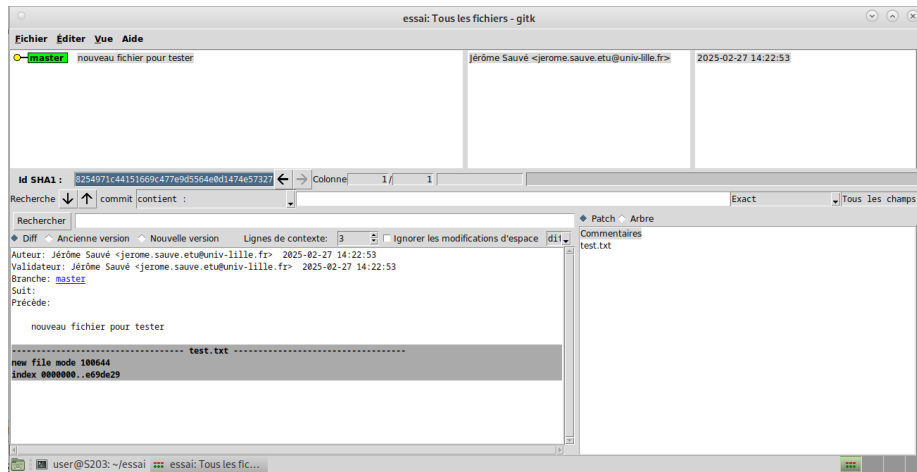 essai: Tous les fichiers - gitk
Fichier Éditer Vue Aide
master nouveau fichier pour tester
Jérôme Sauvé <jerome.sauve.etu@univ-lille.fr>
2025-02-27 14:22:53
Id SHA1 : 8254971c44151669c477e9d5564e0d1474e57327 ← → Colonne 1/ 1
Recherche ↓ ↑ commit contient : Exact Tous les champs
Rechercher
Patch Arbre
Diff Ancienne version Nouvelle version Lignes de contexte: 3 Ignorer les modifications d'espace
Commentaires
test.txt
Auteur: Jérôme Sauvé <jerome.sauve.etu@univ-lille.fr> 2025-02-27 14:22:53
Validateur: Jérôme Sauvé <jerome.sauve.etu@univ-lille.fr> 2025-02-27 14:22:53
Branche: master
Suit:
Précède:
nouveau fichier pour tester
---------------------------------- test.txt ----------------------------------
new file mode 100644
index 0000000..e69de29
user@S203: ~/essai essai: Tous les fic...